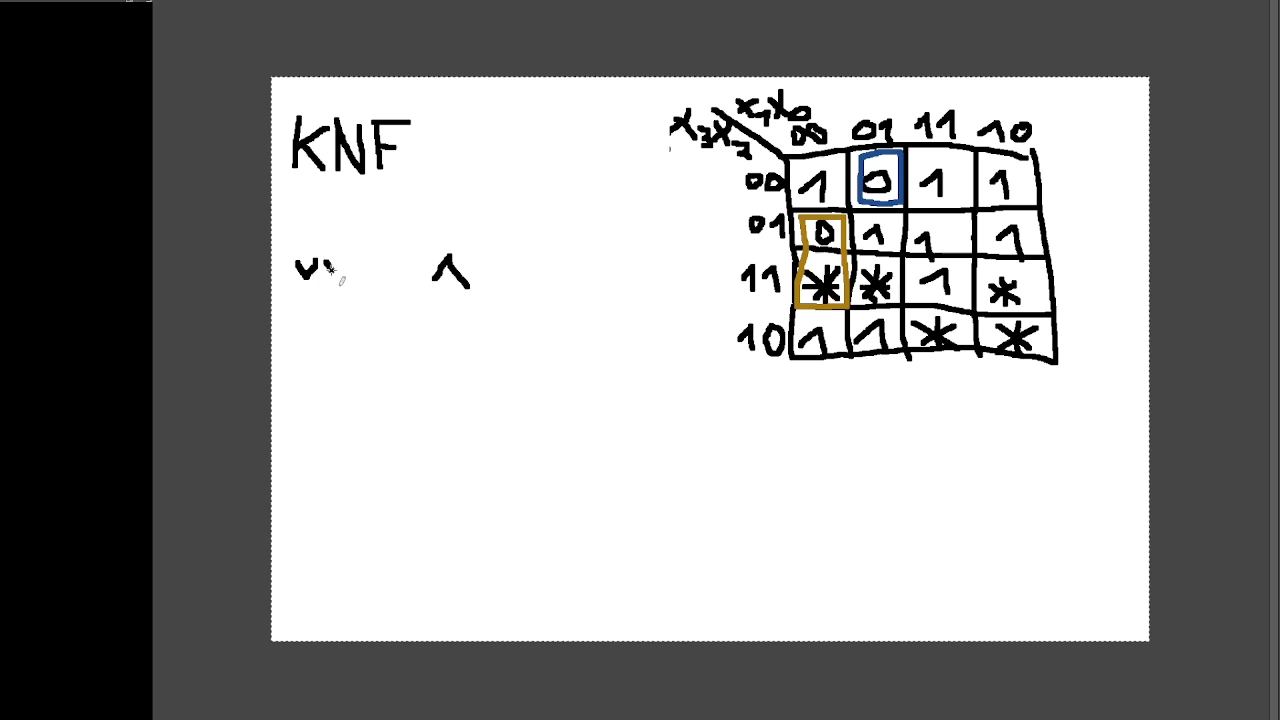 KNF
x₁x₀
x₃x₂ 00 01 11 10
00 1 0 1 1
01 0 1 1 1
11 * * 1 *
10 1 1 * *
∧